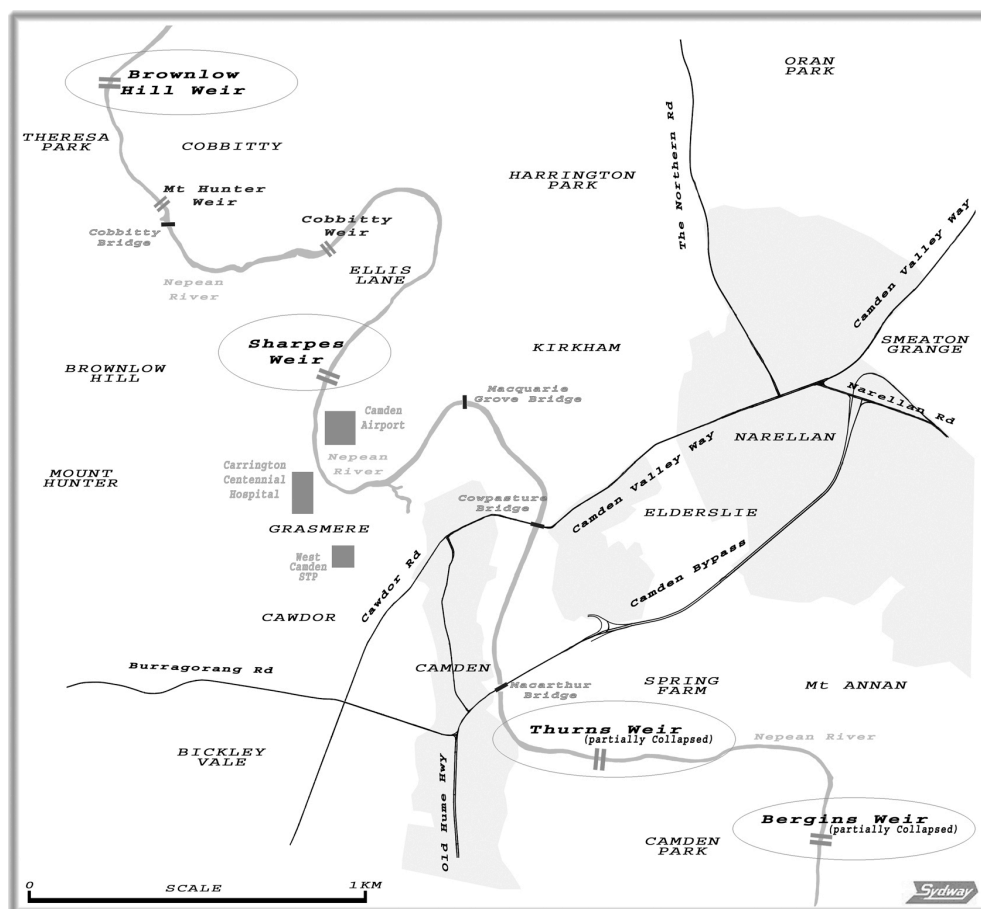 Brownlow
Hill Weir
ORAN
PARK
THERESA
PARK
COBBITTY
HARRINGTON
PARK
Mt Hunter
Weir
The Northern Rd
Camden Valley Way
Cobbitty
Bridge
Cobbitty
Weir
ELLIS
LANE
Nepean
River
Sharpes
Weir
KIRKHAM
SMEATON
GRANGE
BROWNLOW
HILL
Macquarie
Grove Bridge
Narellan Rd
Camden
Airport
NARELLAN
Nepean
River
MOUNT
HUNTER
Carrington
Centennial
Hospital
Camden Valley Way
Cowpasture
Bridge
ELDERSLIE
GRASMERE
West
Camden
STP
Cawdor Rd
Camden Bypass
CAWDOR
Burragorang Rd
CAMDEN
Macarthur
Bridge
SPRING
FARM
Mt ANNAN
Thurns Weir
(partially Collapsed)
Nepean River
BICKLEY
VALE
Old Hume Hwy
Bergins Weir
(partially Collapsed)
CAMDEN
PARK
0 SCALE 1KM
Sydway